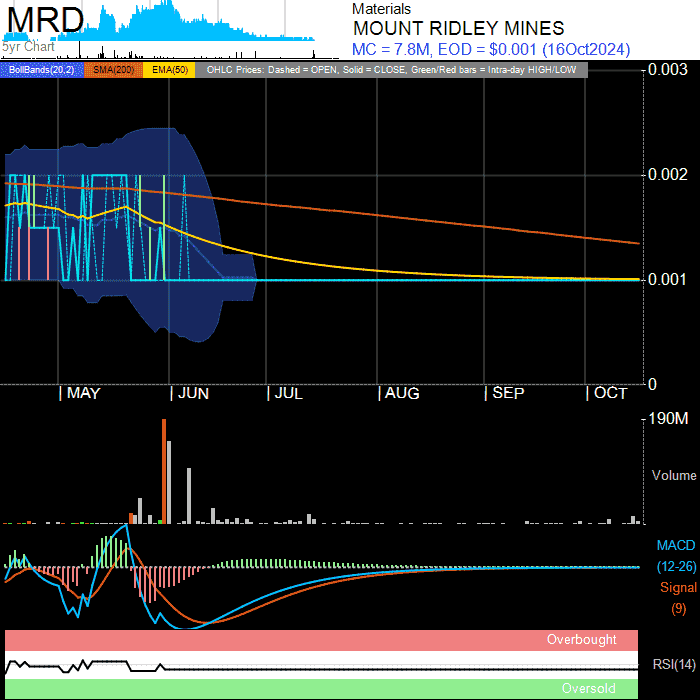 MRD
5yr Chart
Materials
MOUNT RIDLEY MINES
MC = 7.8M, EOD = $0.001 (16Oct2024)
BollBands(20,2) SMA(200) EMA(50) OHLC Prices: Dashed = OPEN, Solid = CLOSE, Green/Red bars = Intra-day HIGH/LOW
0.003
0.002
0.001
0
| MAY | JUN | JUL | AUG | SEP | OCT
190M
Volume
MACD
(12-26)
Signal
(9)
Overbought
RSI(14)
Oversold